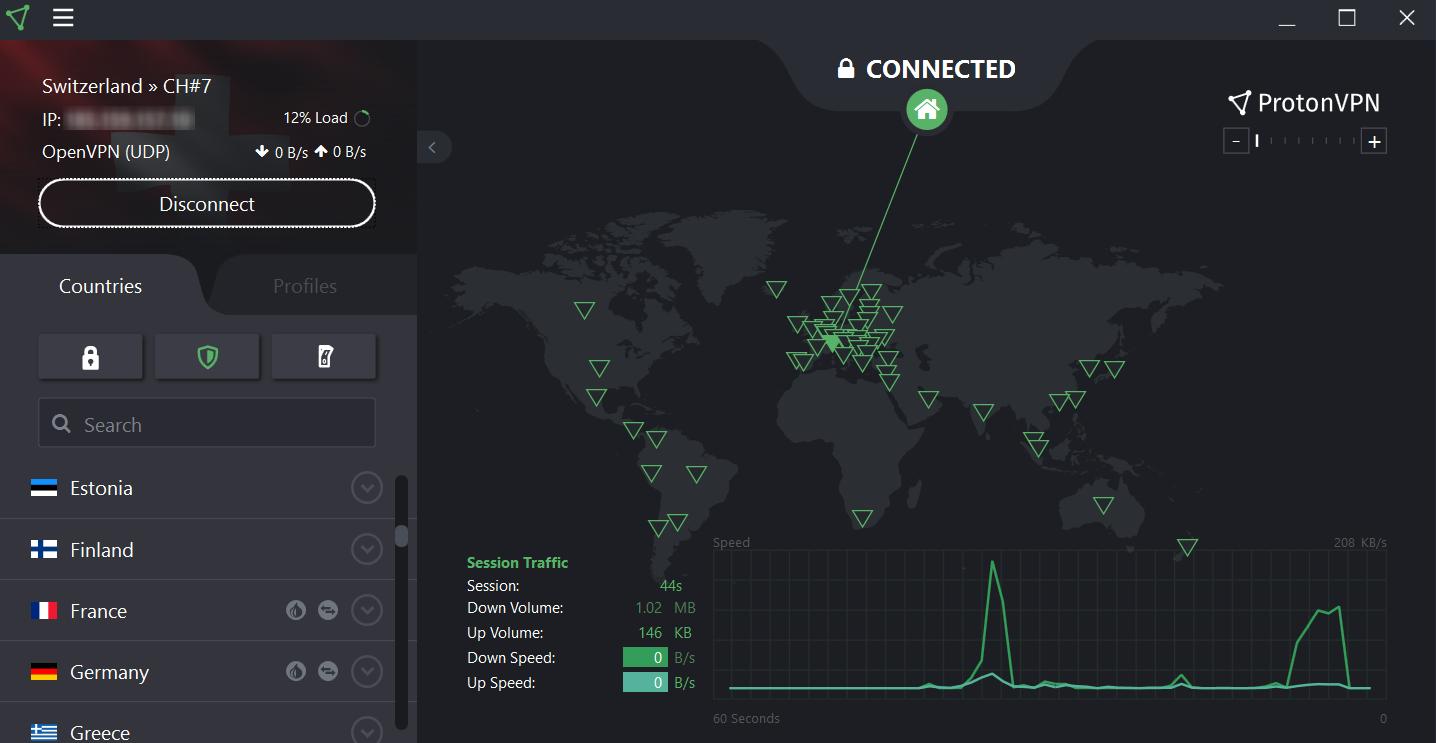 Switzerland » CH#7
IP:
12% Load
OpenVPN (UDP)
0 B/s 0 B/s
Disconnect
Countries
Profiles
Search
Estonia
Finland
France
Germany
Greece
CONNECTED
ProtonVPN
- +
Session Traffic
Session: 44s
Down Volume: 1.02 MB
Up Volume: 146 KB
Down Speed: 0 B/s
Up Speed: 0 B/s
Speed
208 KB/s
60 Seconds
0